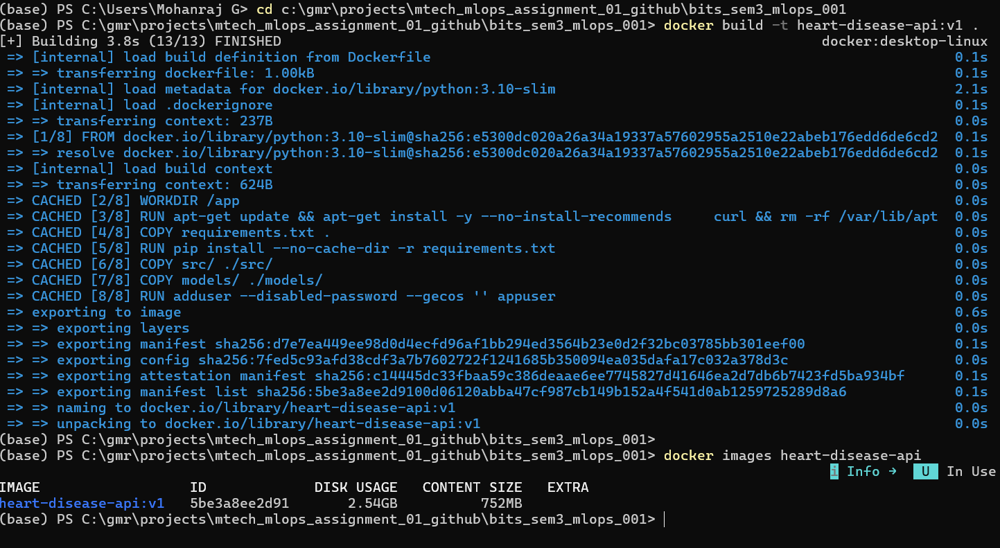 (base) PS C:\Users\Mohanraj G> cd c:\gmr\projects\mtech_mlops_assignment_01_github\bits_sem3_mlops_001
(base) PS C:\gmr\projects\mtech_mlops_assignment_01_github\bits_sem3_mlops_001> docker build -t heart-disease-api:v1 .
[+] Building 3.8s (13/13) FINISHED docker:desktop-linux
=> [internal] load build definition from Dockerfile 0.1s
=> => transferring dockerfile: 1.00kB 0.1s
=> [internal] load metadata for docker.io/library/python:3.10-slim 2.1s
=> [internal] load .dockerignore 0.1s
=> => transferring context: 237B 0.0s
=> [1/8] FROM docker.io/library/python:3.10-slim@sha256:e5300dc020a26a34a19337a57602955a2510e22abeb176edd6de6cd2 0.1s
=> => resolve docker.io/library/python:3.10-slim@sha256:e5300dc020a26a34a19337a57602955a2510e22abeb176edd6de6cd2 0.1s
=> [internal] load build context 0.0s
=> => transferring context: 624B 0.0s
=> CACHED [2/8] WORKDIR /app 0.0s
=> CACHED [3/8] RUN apt-get update && apt-get install -y --no-install-recommends     curl && rm -rf /var/lib/apt 0.0s
=> CACHED [4/8] COPY requirements.txt . 0.0s
=> CACHED [5/8] RUN pip install --no-cache-dir -r requirements.txt 0.0s
=> CACHED [6/8] COPY src/ ./src/ 0.0s
=> CACHED [7/8] COPY models/ ./models/ 0.0s
=> CACHED [8/8] RUN adduser --disabled-password --gecos '' appuser 0.0s
=> exporting to image 0.6s
=> => exporting layers 0.0s
=> => exporting manifest sha256:d7e7ea449ee98d0d4ecfd96af1bb294ed3564b23e0d2f32bc03785bb301eef00 0.1s
=> => exporting config sha256:7fed5c93afd38cdf3a7b7602722f1241685b350094ea035dafa17c032a378d3c 0.0s
=> => exporting attestation manifest sha256:c14445dc33fbaa59c386deaae6ee7745827d41646ea2d7db6b7423fd5ba934bf 0.1s
=> => exporting manifest list sha256:5be3a8ee2d9100d06120abba47cf987cb149b152a4f541d0ab1259725289d8a6 0.1s
=> => naming to docker.io/library/heart-disease-api:v1 0.0s
=> => unpacking to docker.io/library/heart-disease-api:v1 0.0s
(base) PS C:\gmr\projects\mtech_mlops_assignment_01_github\bits_sem3_mlops_001>
(base) PS C:\gmr\projects\mtech_mlops_assignment_01_github\bits_sem3_mlops_001> docker images heart-disease-api
i Info → U In Use
IMAGE ID DISK USAGE CONTENT SIZE EXTRA
heart-disease-api:v1 5be3a8ee2d91 2.54GB 752MB
(base) PS C:\gmr\projects\mtech_mlops_assignment_01_github\bits_sem3_mlops_001>